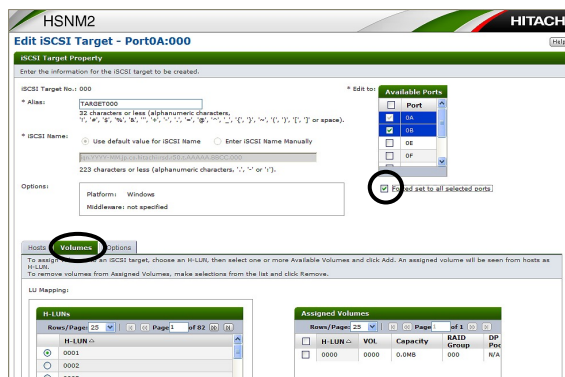 HSNM2
HITACH
Edit iSCSI Target - Port0A:000
Help
iSCSI Target Property
Enter the information for the iSCSI target to be created.
iSCSI Target No.: 000
* Edit to:
Available Ports
* Alias:
TARGET000
Port
32 characters or less (alphanumeric characters,
'!', '#', '$', '%', '&', ''', '+', '-', '.', '=', '@', '^', '_', '{', '}', '~', '(', ')', '[', ']' or space).
0A
0B
* iSCSI Name:
Use default value for iSCSI Name
Enter iSCSI Name Manually
0E
0F
223 characters or less (alphanumeric characters, '.', '-' or ':').
Options:
Platform: Windows
Middleware: not specified
Forced set to all selected ports
Hosts
Volumes
Options
To assign volumes to an iSCSI target, choose an H-LUN, then select one or more Available Volumes and click Add. An assigned volume will be seen from hosts as
H-LUN.
To remove volumes from Assigned Volumes, make selections from the list and click Remove.
LU Mapping:
H-LUNs
Assigned Volumes
Rows/Page: 25
Page 1 of 82
Rows/Page: 25
Page 1 of 1
H-LUN
H-LUN
VOL
Capacity
RAID
Group
DP
Poo
0001
0000
0000
0.0MB
000
N/A
0002